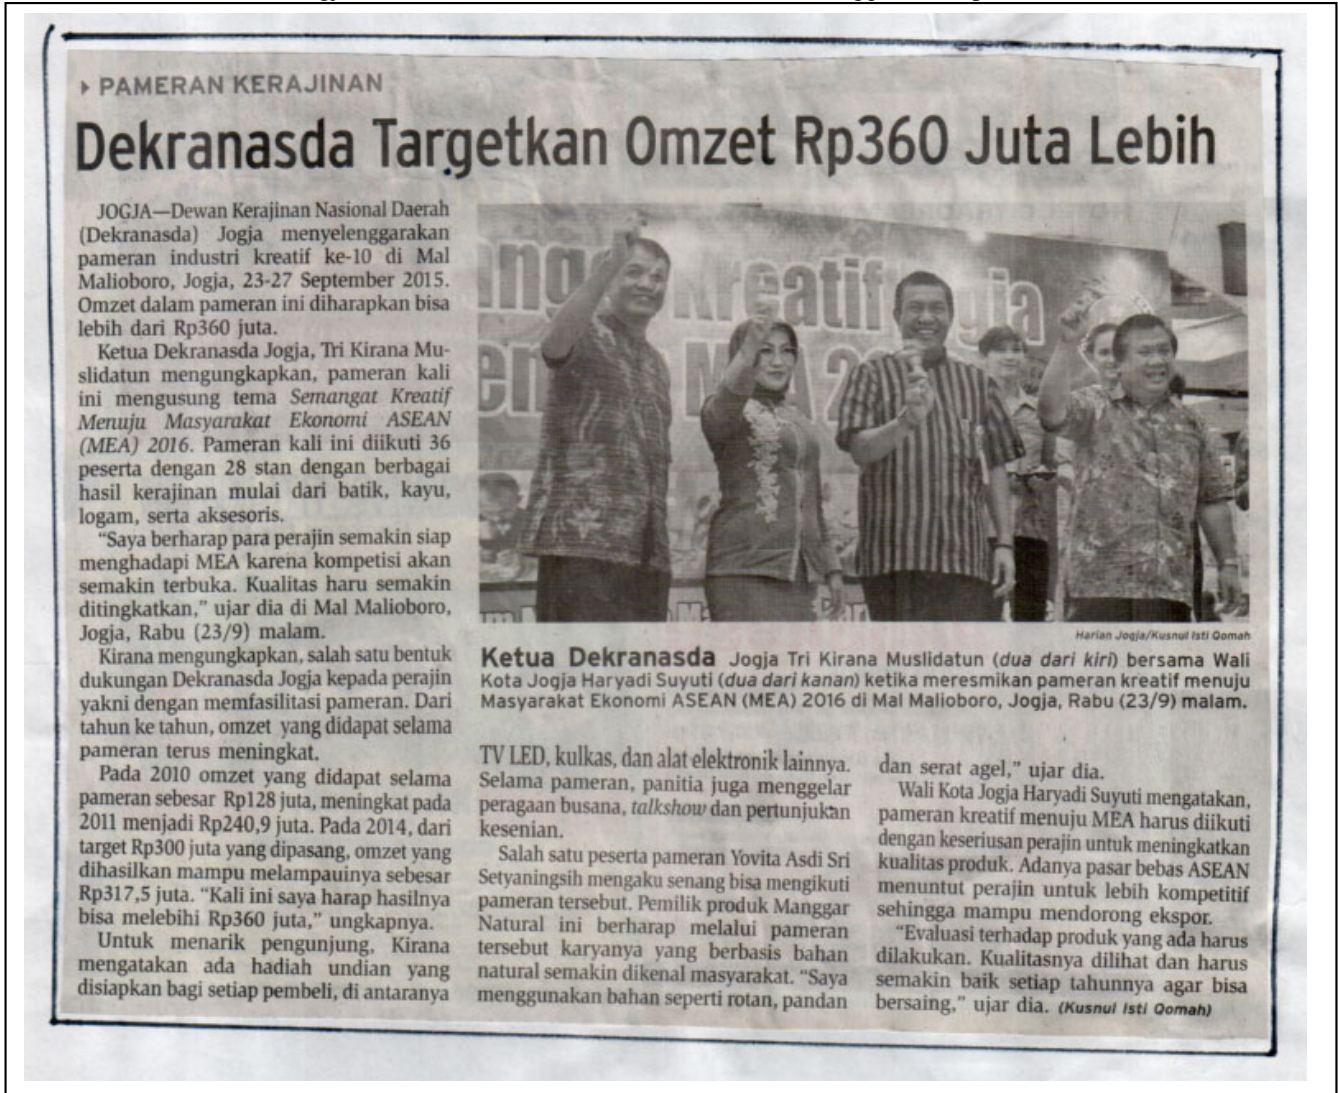 PAMERAN KERAJINAN
Dekranasda Targetkan Omzet Rp360 Juta Lebih
JOGJA—Dewan Kerajinan Nasional Daerah
(Dekranasda) Jogja menyelenggarakan
pameran industri kreatif ke-10 di Mal
Malioboro, Jogja, 23-27 September 2015.
Omzet dalam pameran ini diharapkan bisa
lebih dari Rp360 juta.
Ketua Dekranasda Jogja, Tri Kirana Mu-
slidatun mengungkapkan, pameran kali
ini mengusung tema Semangat Kreatif
Menuju Masyarakat Ekonomi ASEAN
(MEA) 2016. Pameran kali ini diikuti 36
peserta dengan 28 stan dengan berbagai
hasil kerajinan mulai dari batik, kayu,
logam, serta aksesoris.
“Saya berharap para perajin semakin siap
menghadapi MEA karena kompetisi akan
semakin terbuka. Kualitas haru semakin
ditingkatkan,” ujar dia di Mal Malioboro,
Jogja, Rabu (23/9) malam.
Kirana mengungkapkan, salah satu bentuk
dukungan Dekranasda Jogja kepada perajin
yakni dengan memfasilitasi pameran. Dari
tahun ke tahun, omzet yang didapat selama
pameran terus meningkat.
Pada 2010 omzet yang didapat selama
pameran sebesar Rp128 juta, meningkat pada
2011 menjadi Rp240,9 juta. Pada 2014, dari
target Rp300 juta yang dipasang, omzet yang
dihasilkan mampu melampauinya sebesar
Rp317,5 juta. “Kali ini saya harap hasilnya
bisa melebihi Rp360 juta,” ungkapnya.
Untuk menarik pengunjung, Kirana
mengatakan ada hadiah undian yang
disiapkan bagi setiap pembeli, di antaranya
ang Kreatif Jogja
en MEA 2
Harian Jogja/Kusnul Isti Qomah
Ketua Dekranasda Jogja Tri Kirana Muslidatun (dua dari kiri) bersama Wali
Kota Jogja Haryadi Suyuti (dua dari kanan) ketika meresmikan pameran kreatif menuju
Masyarakat Ekonomi ASEAN (MEA) 2016 di Mal Malioboro, Jogja, Rabu (23/9) malam.
TV LED, kulkas, dan alat elektronik lainnya.
Selama pameran, panitia juga menggelar
peragaan busana, talkshow dan pertunjukan
kesenian.
Salah satu peserta pameran Yovita Asdi Sri
Setyaningsih mengaku senang bisa mengikuti
pameran tersebut. Pemilik produk Manggar
Natural ini berharap melalui pameran
tersebut karyanya yang berbasis bahan
natural semakin dikenal masyarakat. “Saya
menggunakan bahan seperti rotan, pandan
dan serat agel,” ujar dia.
Wali Kota Jogja Haryadi Suyuti mengatakan,
pameran kreatif menuju MEA harus diikuti
dengan keseriusan perajin untuk meningkatkan
kualitas produk. Adanya pasar bebas ASEAN
menuntut perajin untuk lebih kompetitif
sehingga mampu mendorong ekspor.
“Evaluasi terhadap produk yang ada harus
dilakukan. Kualitasnya dilihat dan harus
semakin baik setiap tahunnya agar bisa
bersaing,” ujar dia. (Kusnul Isti Qomah)